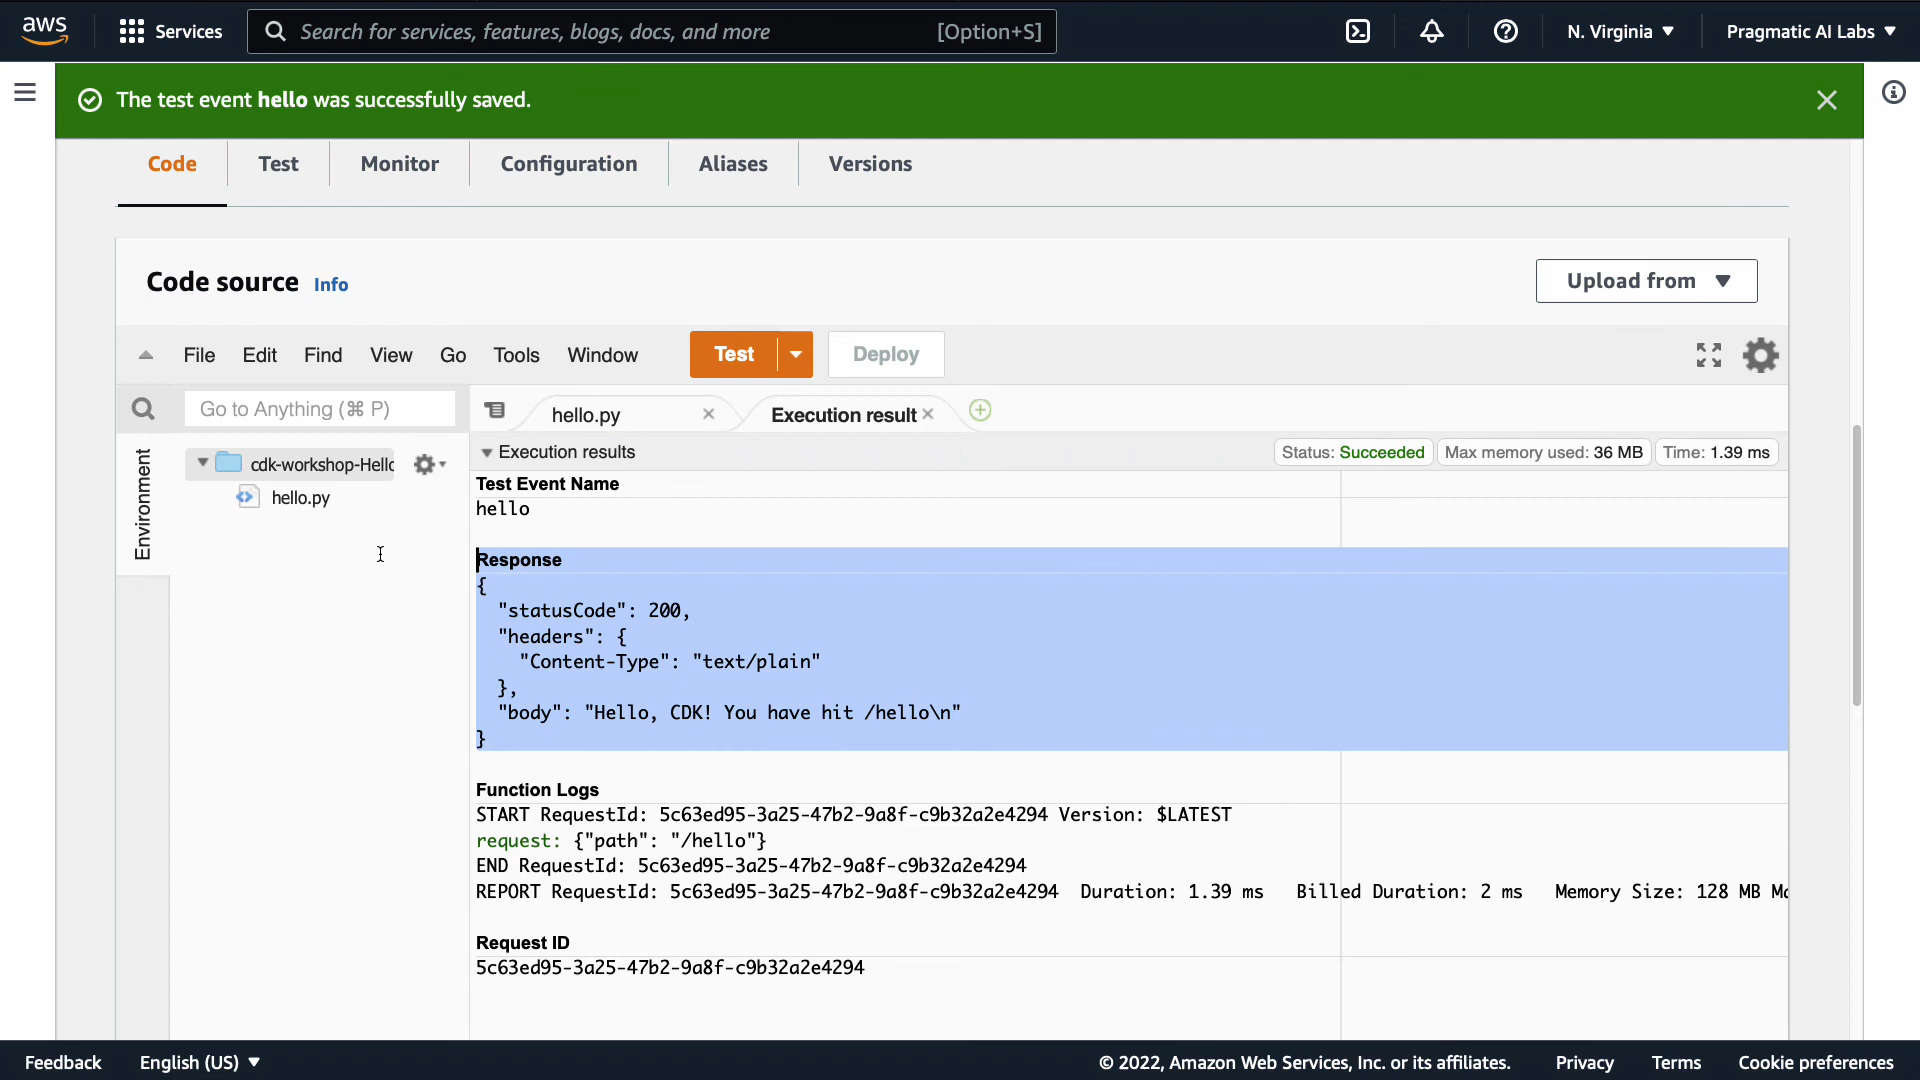 aws
Services
Search for services, features, blogs, docs, and more
[Option+S]
N. Virginia
Pragmatic AI Labs
The test event hello was successfully saved.
Code
Test
Monitor
Configuration
Aliases
Versions
Code source Info
Upload from
File Edit Find View Go Tools Window
Test
Deploy
Go to Anything (⌘ P)
hello.py
Execution result
Environment
cdk-workshop-Hello
hello.py
Execution results
Status: Succeeded
Max memory used: 36 MB
Time: 1.39 ms
Test Event Name
hello
Response
{
"statusCode": 200,
"headers": {
"Content-Type": "text/plain"
},
"body": "Hello, CDK! You have hit /hello\n"
}
Function Logs
START RequestId: 5c63ed95-3a25-47b2-9a8f-c9b32a2e4294 Version: $LATEST
request: {"path": "/hello"}
END RequestId: 5c63ed95-3a25-47b2-9a8f-c9b32a2e4294
REPORT RequestId: 5c63ed95-3a25-47b2-9a8f-c9b32a2e4294 Duration: 1.39 ms Billed Duration: 2 ms Memory Size: 128 MB
Request ID
5c63ed95-3a25-47b2-9a8f-c9b32a2e4294
Feedback
English (US)
© 2022, Amazon Web Services, Inc. or its affiliates.
Privacy
Terms
Cookie preferences